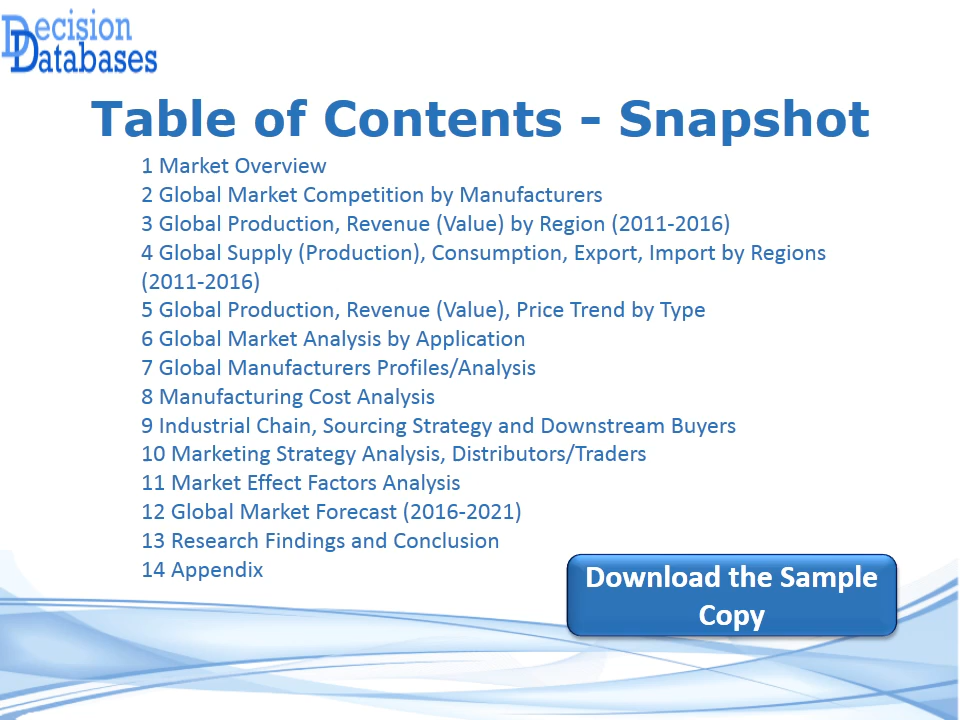 Decision
Databases
Table of Contents - Snapshot
1 Market Overview
2 Global Market Competition by Manufacturers
3 Global Production, Revenue (Value) by Region (2011-2016)
4 Global Supply (Production), Consumption, Export, Import by Regions
(2011-2016)
5 Global Production, Revenue (Value), Price Trend by Type
6 Global Market Analysis by Application
7 Global Manufacturers Profiles/Analysis
8 Manufacturing Cost Analysis
9 Industrial Chain, Sourcing Strategy and Downstream Buyers
10 Marketing Strategy Analysis, Distributors/Traders
11 Market Effect Factors Analysis
12 Global Market Forecast (2016-2021)
13 Research Findings and Conclusion
14 Appendix
Download the Sample
Copy